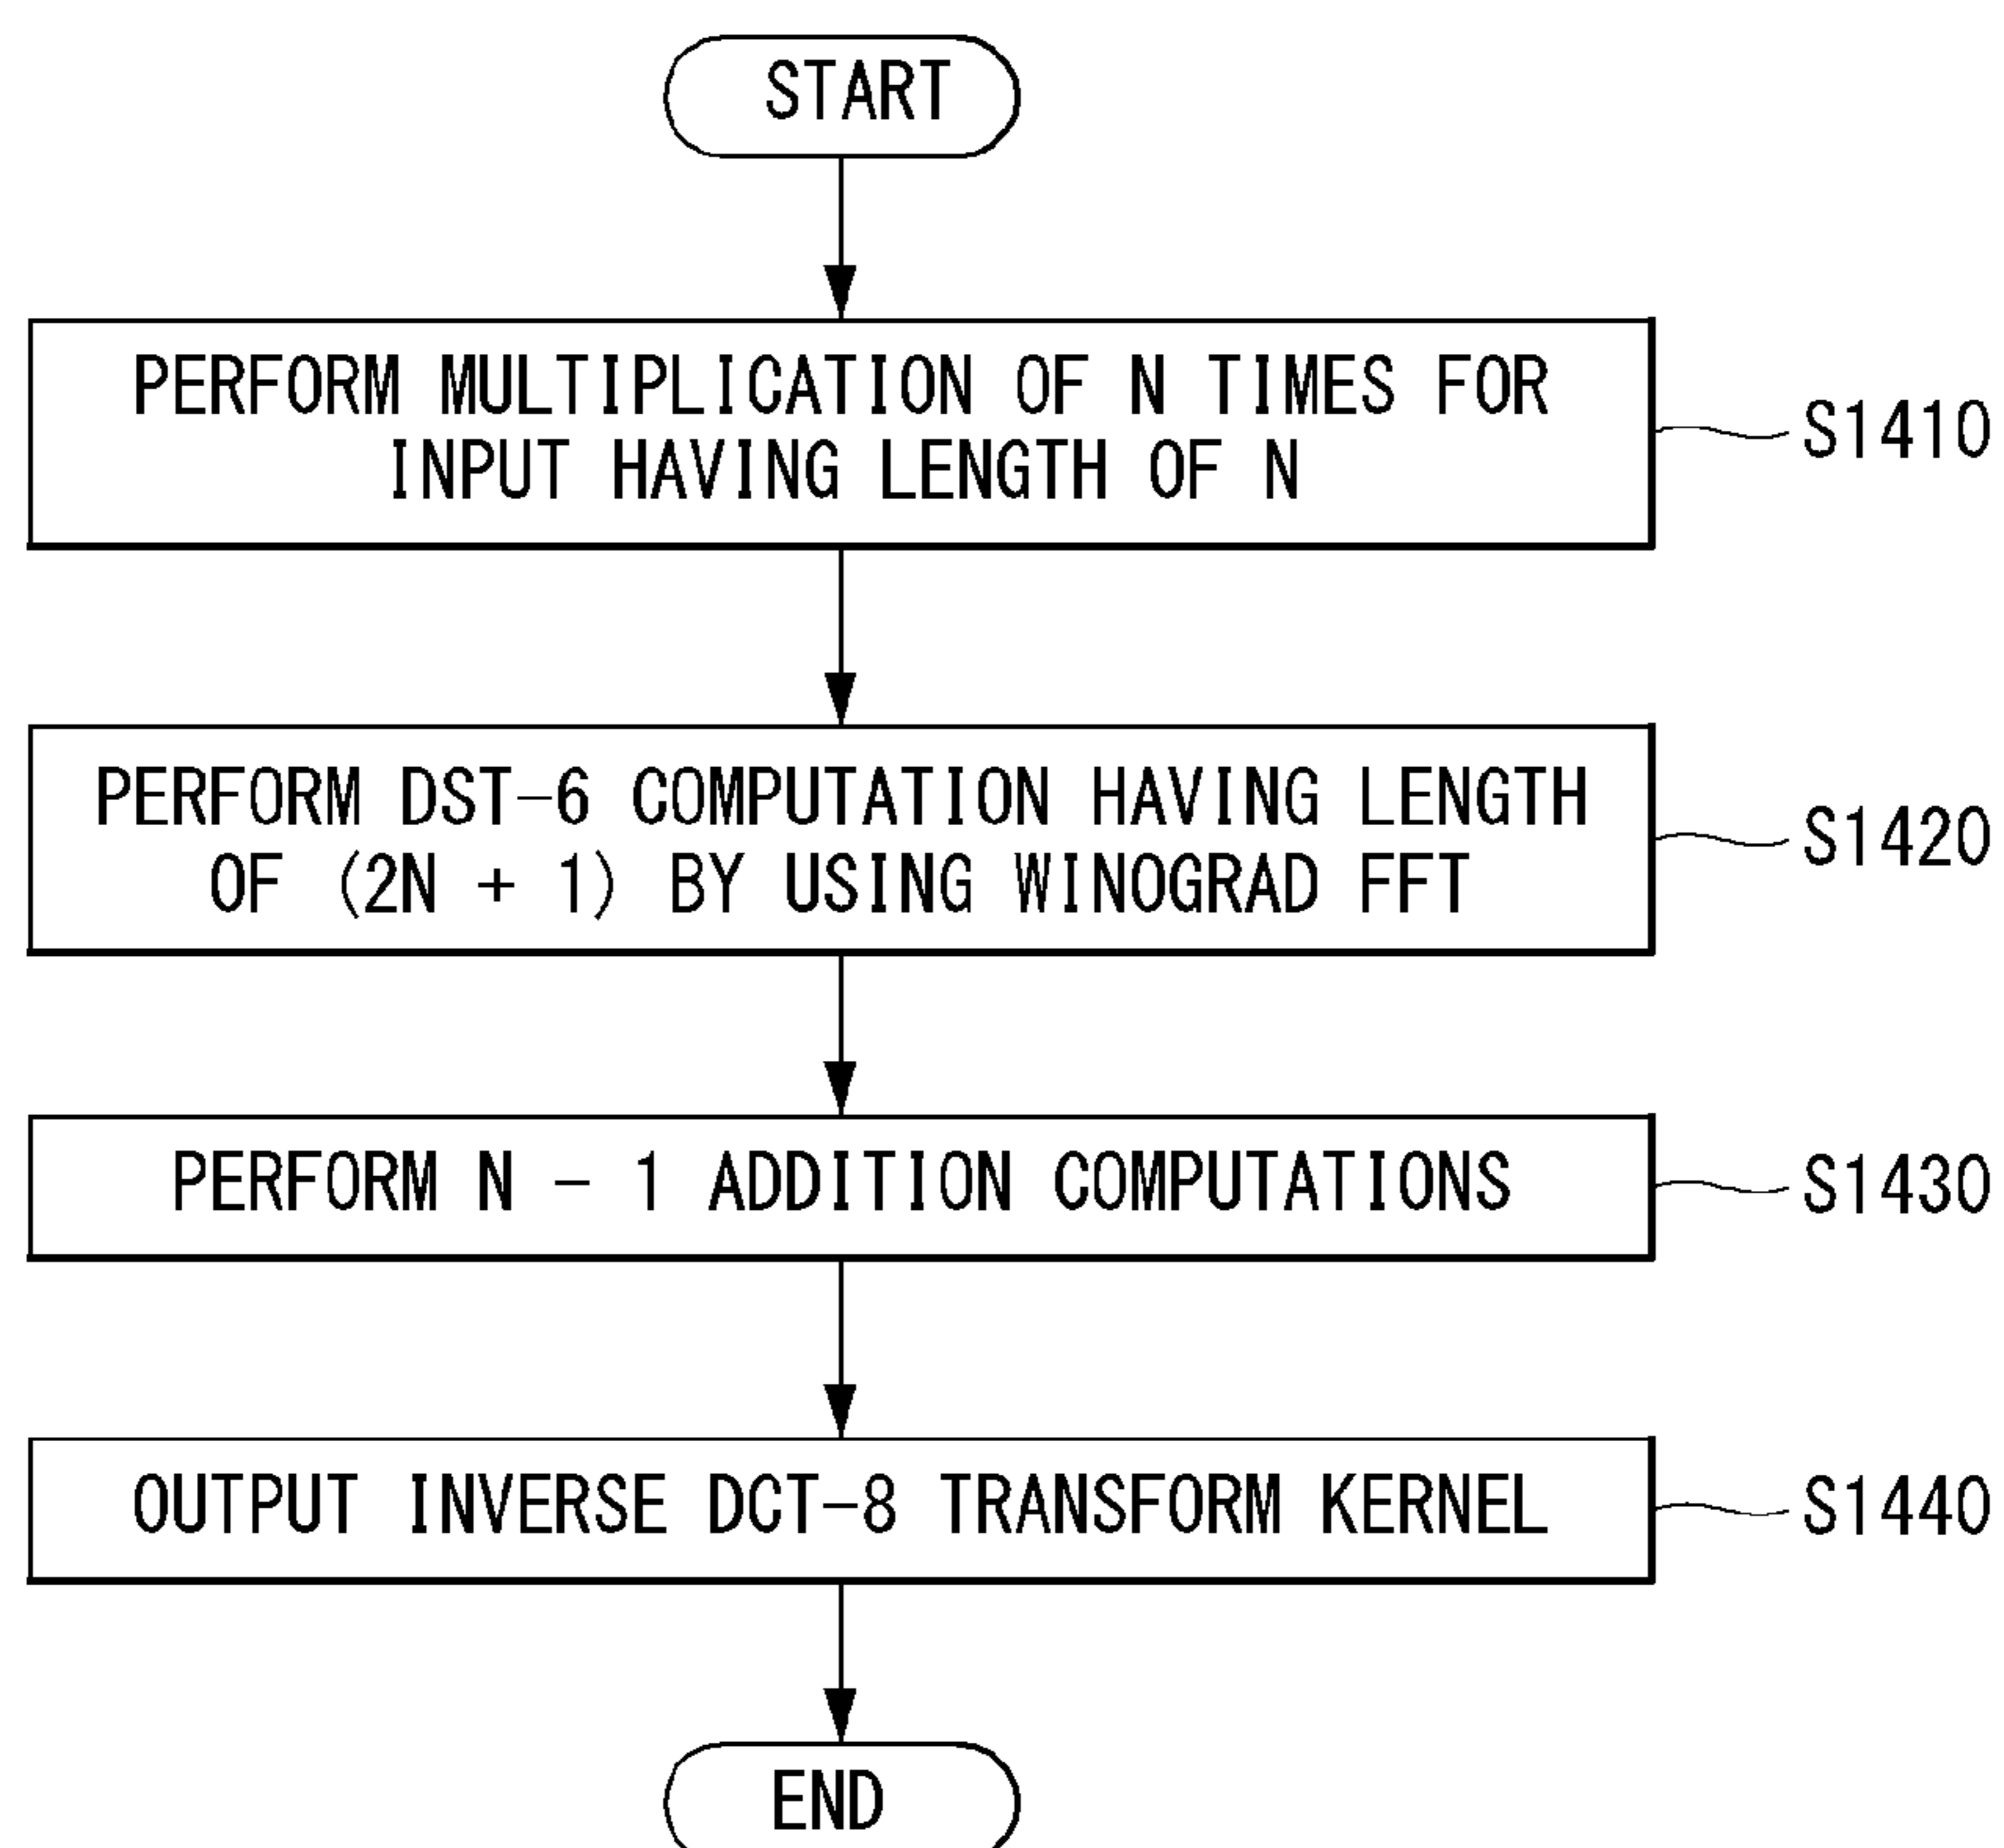 START
PERFORM MULTIPLICATION OF N TIMES FOR
INPUT HAVING LENGTH OF N
S1410
PERFORM DST-6 COMPUTATION HAVING LENGTH
OF (2N + 1) BY USING WINOGRAD FFT
S1420
PERFORM N - 1 ADDITION COMPUTATIONS
S1430
OUTPUT INVERSE DCT-8 TRANSFORM KERNEL
S1440
END